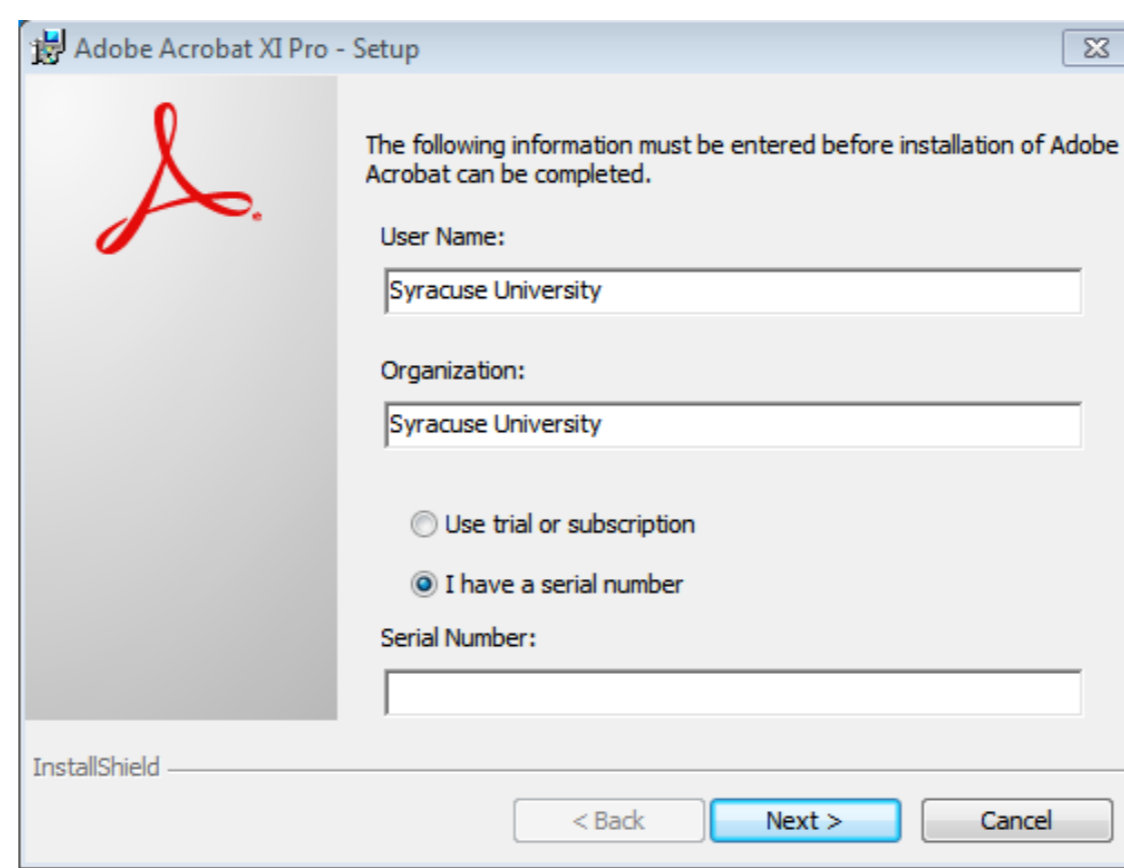 Adobe Acrobat XI Pro - Setup
The following information must be entered before installation of Adobe
Acrobat can be completed.
User Name:
Syracuse University
Organization:
Syracuse University
Use trial or subscription
I have a serial number
Serial Number:
InstallShield
< Back Next > Cancel